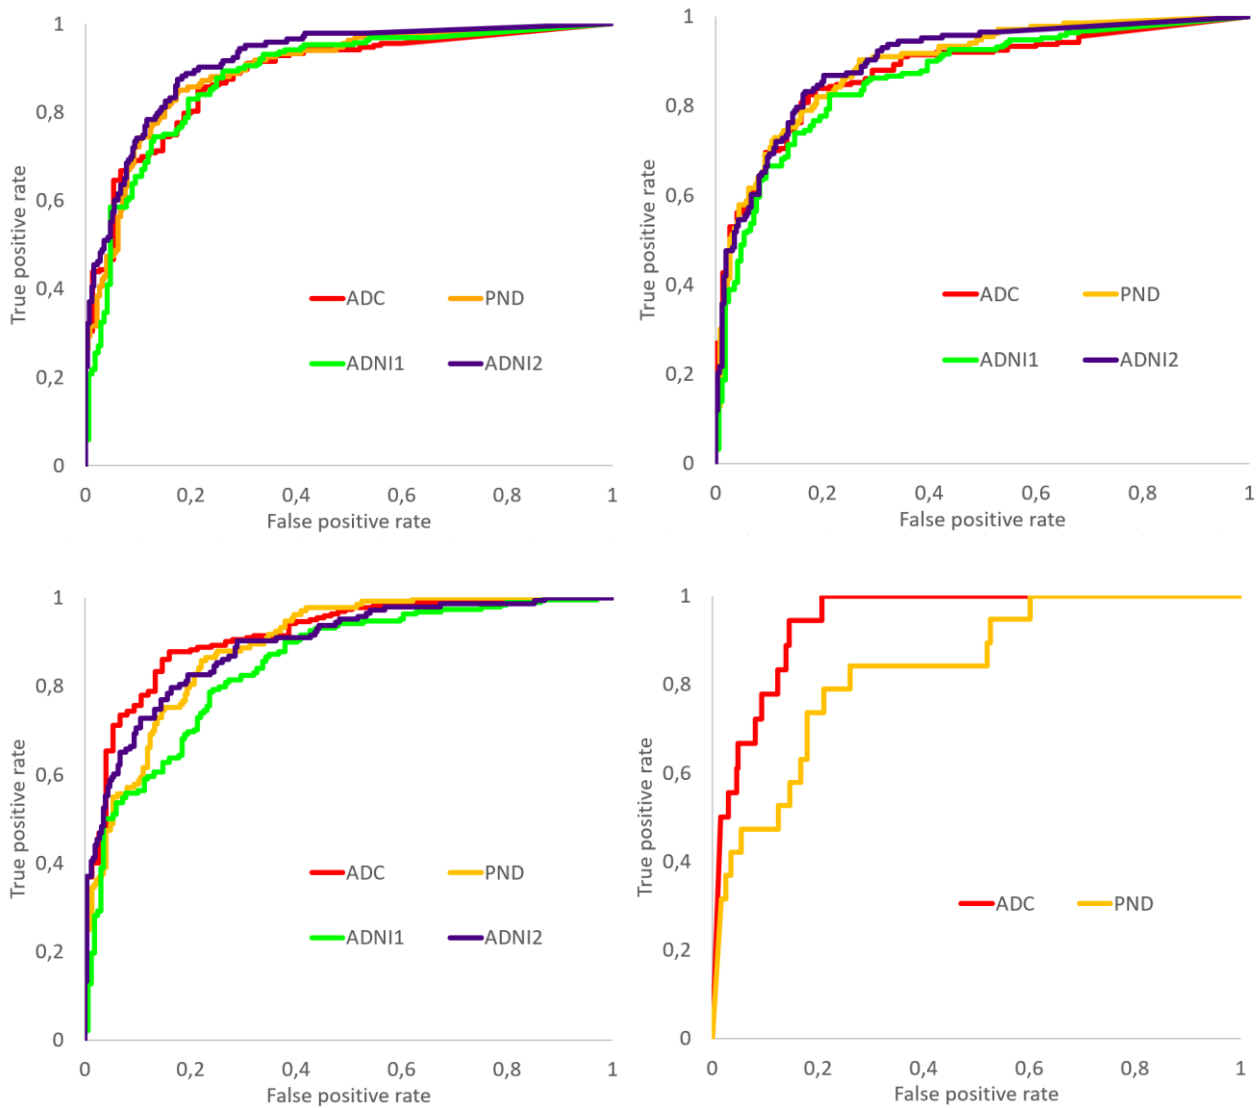 1
0,8
0,6
0,4
0,2
0
True positive rate
ADC PND
ADNI1 ADNI2
0 0,2 0,4 0,6 0,8 1
False positive rate
1
0,8
0,6
0,4
0,2
0
True positive rate
ADC PND
ADNI1 ADNI2
0 0,2 0,4 0,6 0,8 1
False positive rate
1
0,8
0,6
0,4
0,2
0
True positive rate
ADC PND
ADNI1 ADNI2
0 0,2 0,4 0,6 0,8 1
False positive rate
1
0,8
0,6
0,4
0,2
0
True positive rate
ADC PND
0 0,2 0,4 0,6 0,8 1
False positive rate